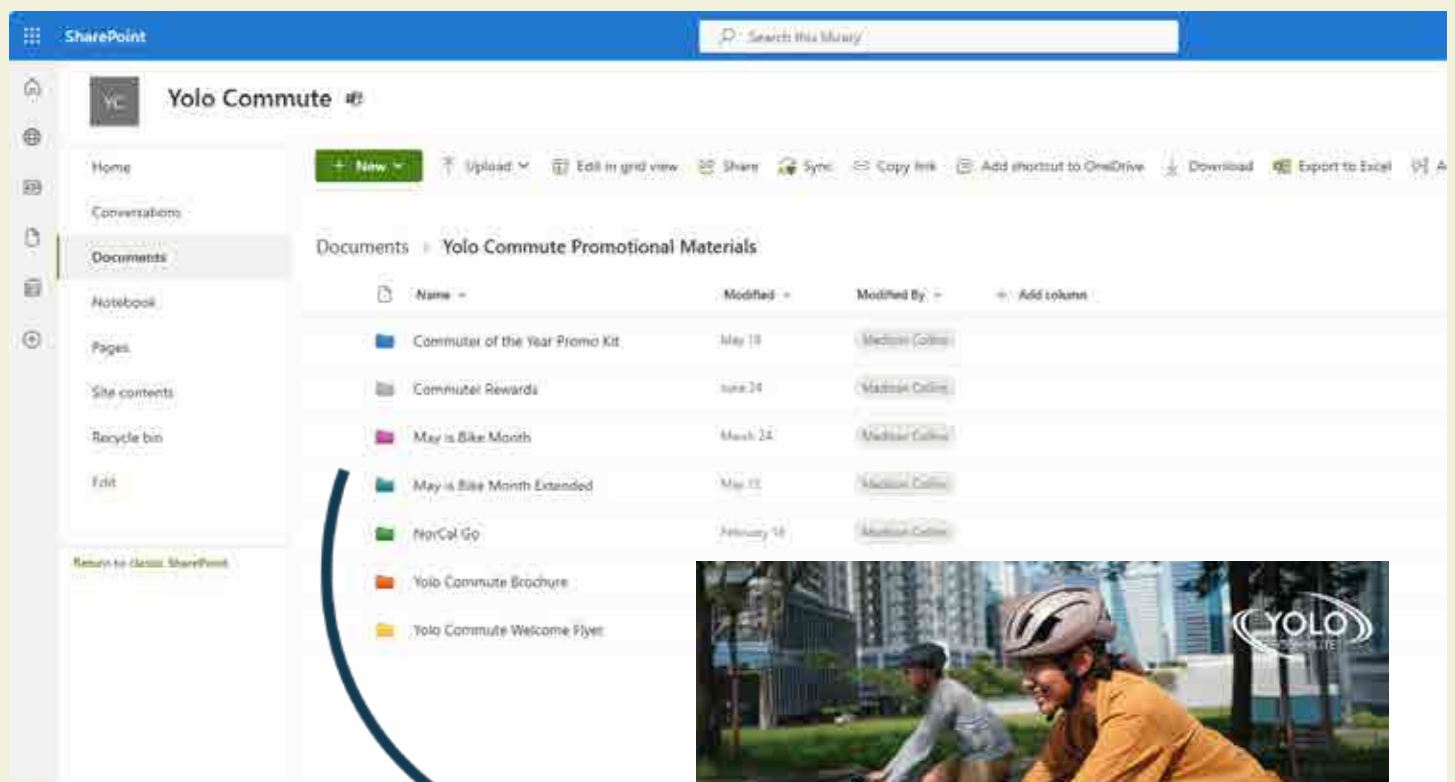 SharePoint
Search this library
YC
Yolo Commute
Home
Conversations
Documents
Notebook
Pages
Site contents
Recycle bin
Edit
Return to classic SharePoint
+ New
Upload
Edit in grid view
Share
Sync
Copy link
Add shortcut to OneDrive
Download
Export to Excel
Documents > Yolo Commute Promotional Materials
Name
Modified
Modified By
+ Add column
Commuter of the Year Promo Kit
Commuter Rewards June 24
May is Bike Month March 24
May is Bike Month Extended
NorCal Go
Yolo Commute Brochure
Yolo Commute Welcome Flyer
YOLO